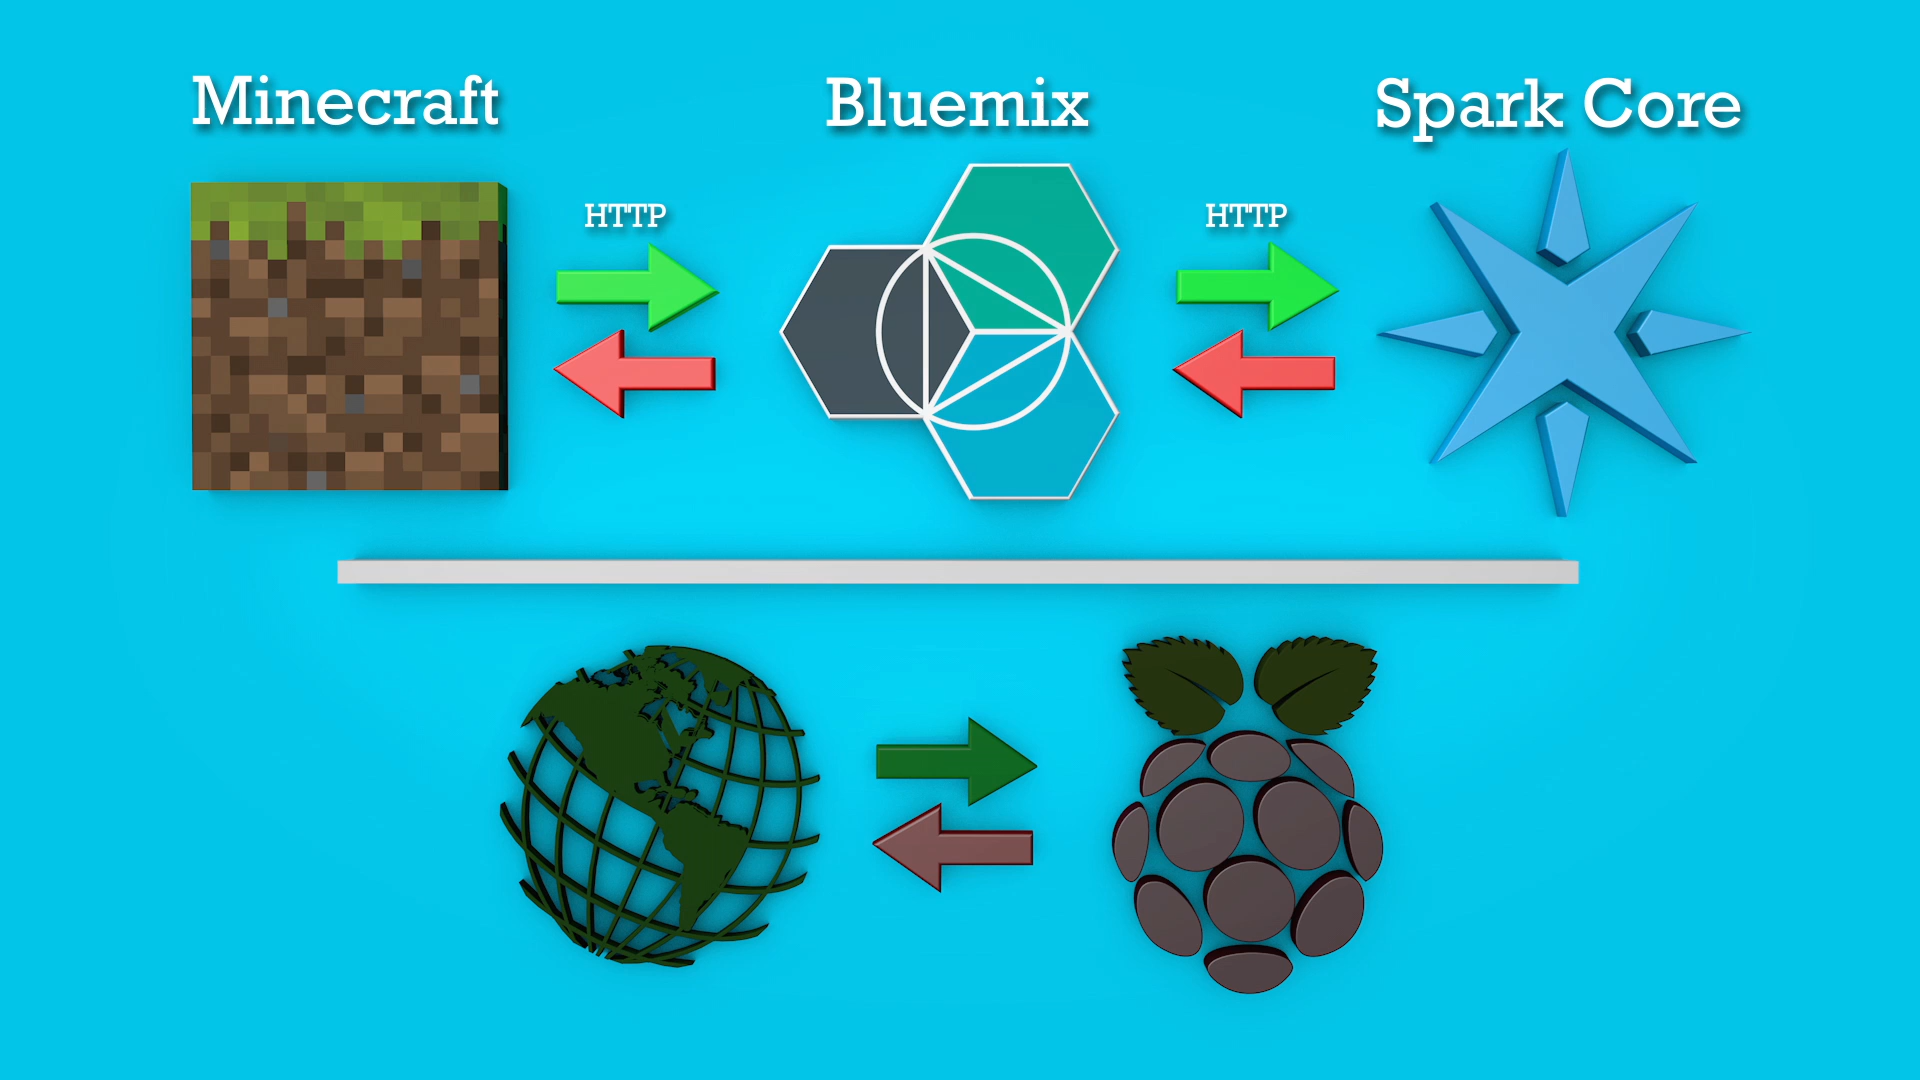 Minecraft
Bluemix
Spark Core
HTTP
HTTP